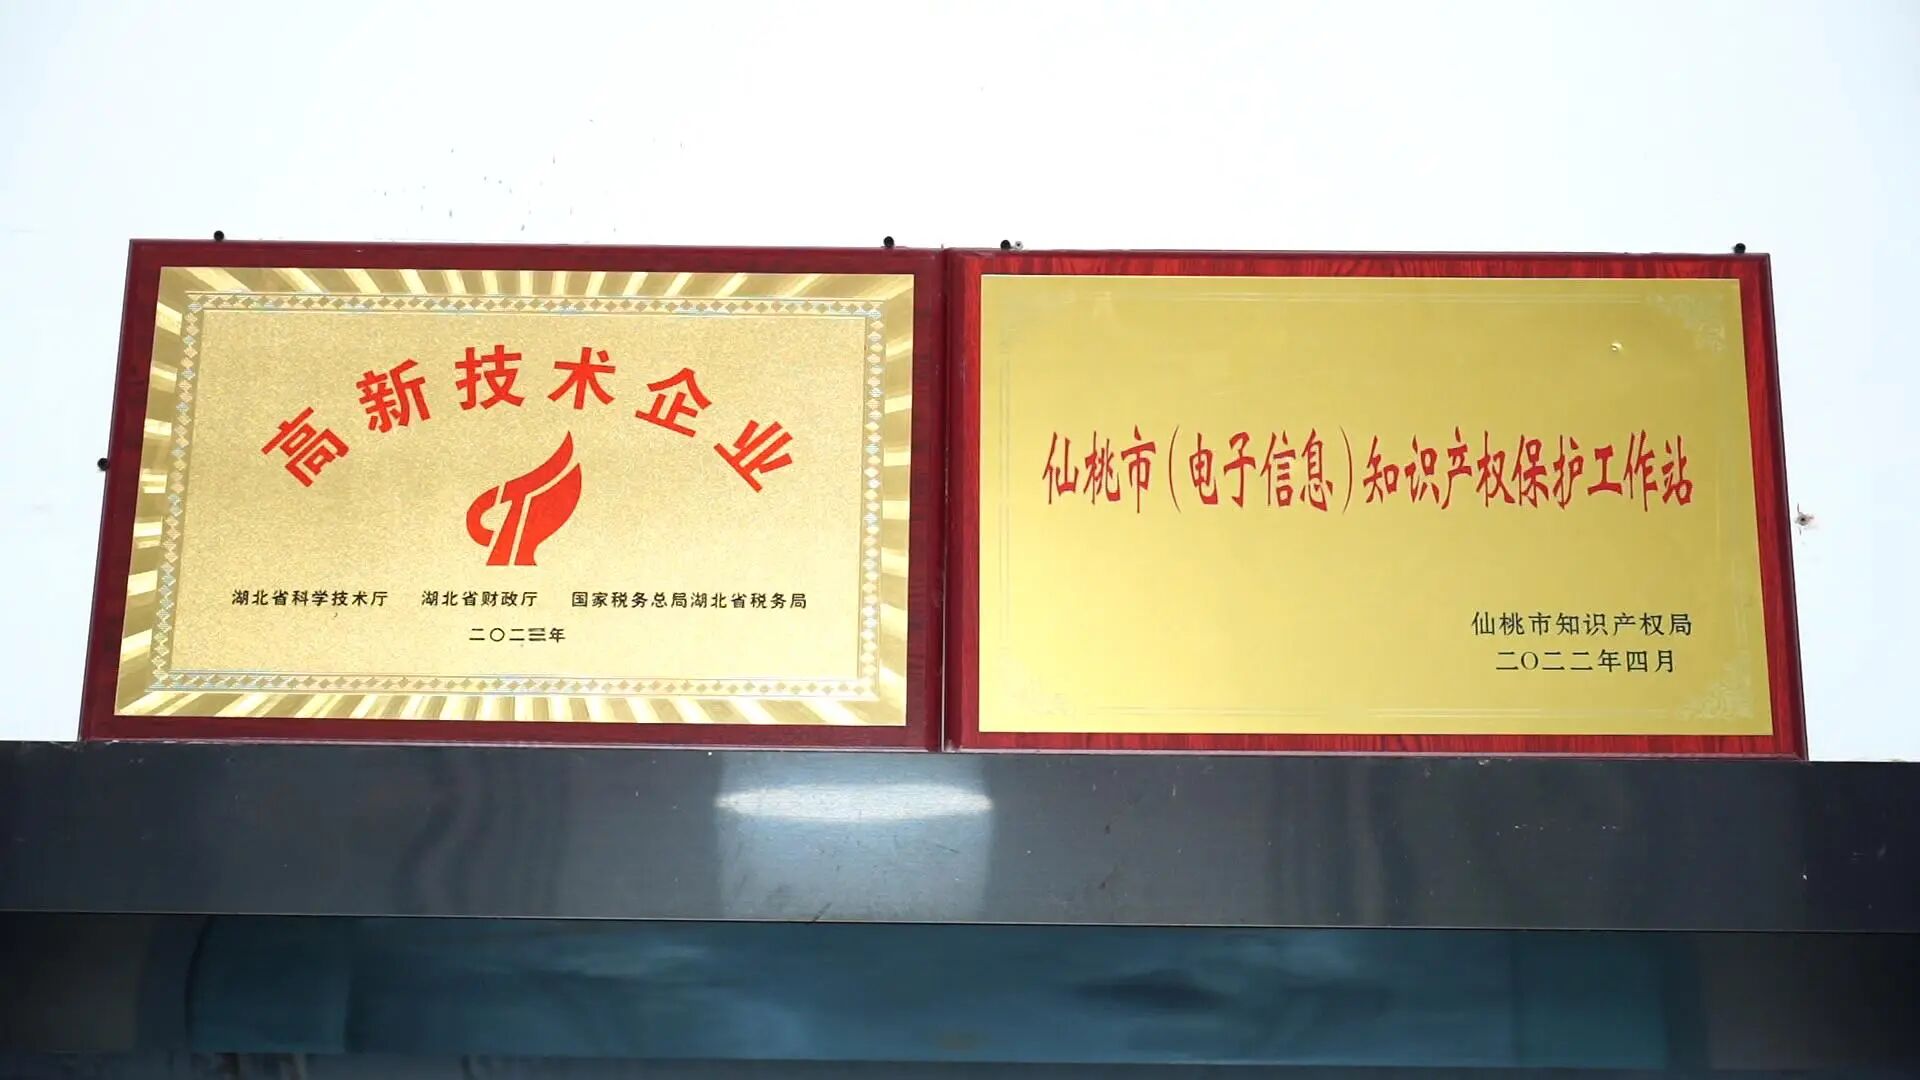 高新技术企业
湖北省科学技术厅 湖北省财政厅 国家税务总局湖北省税务局
二〇二三年
仙桃市(电子信息)知识产权保护工作站
仙桃市知识产权局
二〇二二年四月